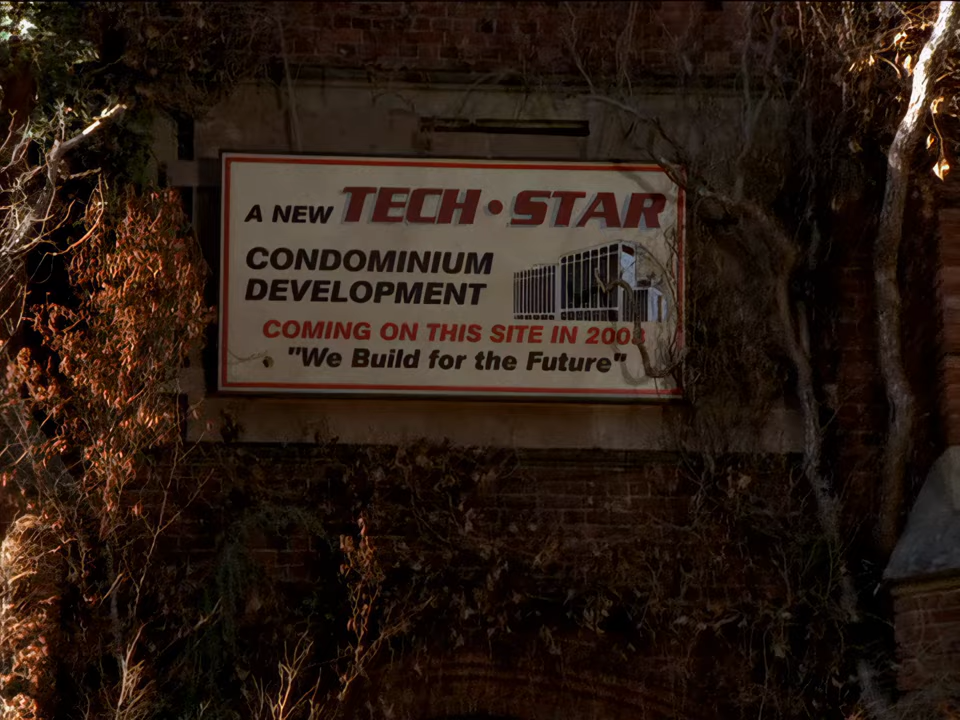 A NEW TECH•STAR
CONDOMINIUM
DEVELOPMENT
COMING ON THIS SITE IN
"We Build for the Future"